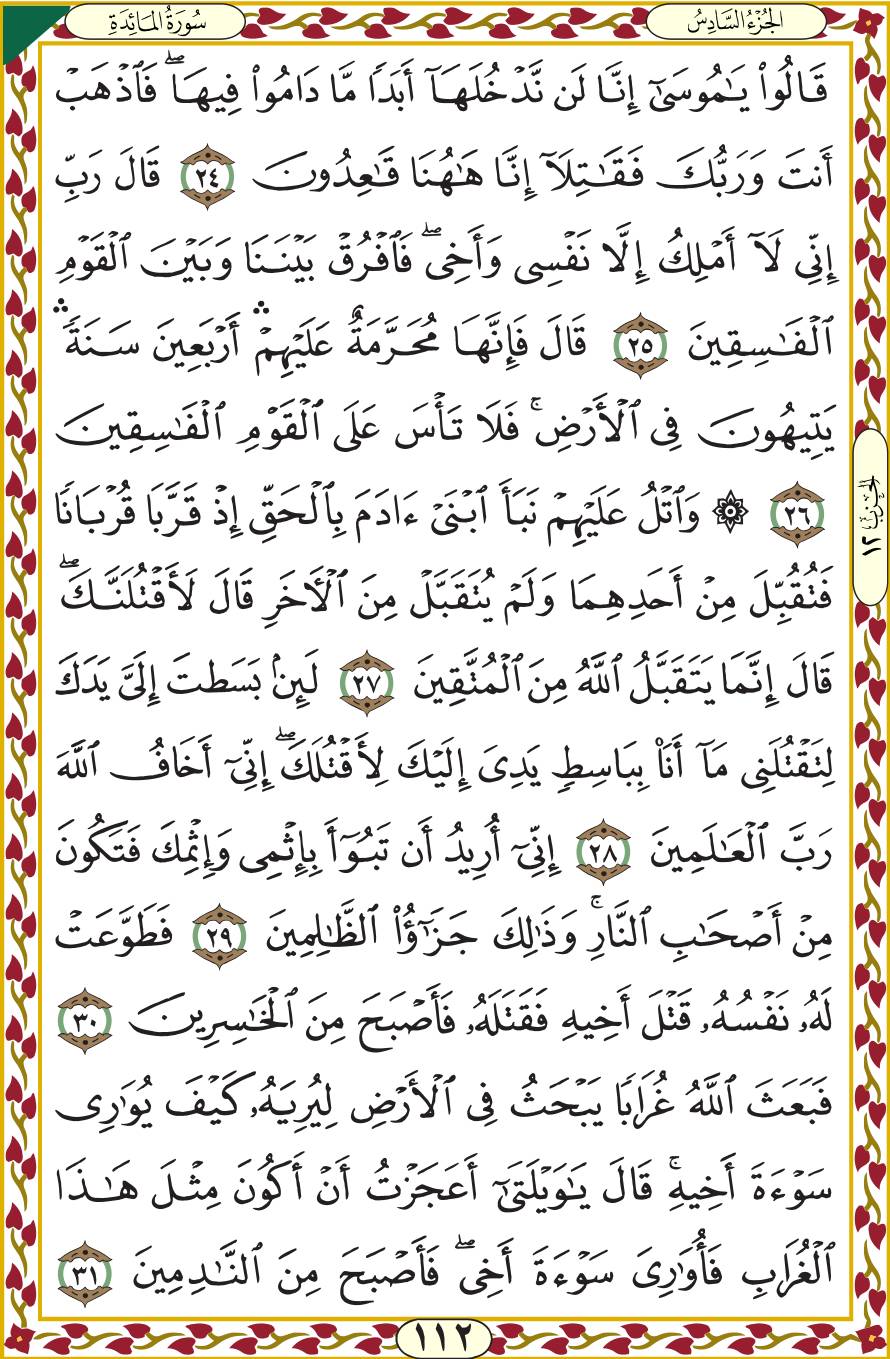 الجُزْءُ السَّادِسُ
سُورَةُ المَائِدَةِ
قَالُوا۟ يَـٰمُوسَىٰٓ إِنَّا لَن نَّدْخُلَهَآ أَبَدًا مَّا دَامُوا۟ فِيهَا ۖ فَٱذْهَبْ
أَنتَ وَرَبُّكَ فَقَـٰتِلَآ إِنَّا هَـٰهُنَا قَـٰعِدُونَ ٢٤ قَالَ رَبِّ
إِنِّى لَآ أَمْلِكُ إِلَّا نَفْسِى وَأَخِى ۖ فَٱفْرُقْ بَيْنَنَا وَبَيْنَ ٱلْقَوْمِ
ٱلْفَـٰسِقِينَ ٢٥ قَالَ فَإِنَّهَا مُحَرَّمَةٌ عَلَيْهِمْ ۛ أَرْبَعِينَ سَنَةً ۛ
يَتِيهُونَ فِى ٱلْأَرْضِ ۚ فَلَا تَأْسَ عَلَى ٱلْقَوْمِ ٱلْفَـٰسِقِينَ
٢٦ ۞ وَٱتْلُ عَلَيْهِمْ نَبَأَ ٱبْنَىْ ءَادَمَ بِٱلْحَقِّ إِذْ قَرَّبَا قُرْبَانًا
فَتُقُبِّلَ مِنْ أَحَدِهِمَا وَلَمْ يُتَقَبَّلْ مِنَ ٱلْـَٔاخَرِ قَالَ لَأَقْتُلَنَّكَ ۖ
قَالَ إِنَّمَا يَتَقَبَّلُ ٱللَّهُ مِنَ ٱلْمُتَّقِينَ ٢٧ لَئِنۢ بَسَطتَ إِلَىَّ يَدَكَ
لِتَقْتُلَنِى مَآ أَنَا۠ بِبَاسِطٍ يَدِىَ إِلَيْكَ لِأَقْتُلَكَ ۖ إِنِّىٓ أَخَافُ ٱللَّهَ
رَبَّ ٱلْعَـٰلَمِينَ ٢٨ إِنِّىٓ أُرِيدُ أَن تَبُوٓأَ بِإِثْمِى وَإِثْمِكَ فَتَكُونَ
مِنْ أَصْحَـٰبِ ٱلنَّارِ ۚ وَذَٰلِكَ جَزَٰٓؤُا۟ ٱلظَّـٰلِمِينَ ٢٩ فَطَوَّعَتْ
لَهُۥ نَفْسُهُۥ قَتْلَ أَخِيهِ فَقَتَلَهُۥ فَأَصْبَحَ مِنَ ٱلْخَـٰسِرِينَ ٣٠
فَبَعَثَ ٱللَّهُ غُرَابًا يَبْحَثُ فِى ٱلْأَرْضِ لِيُرِيَهُۥ كَيْفَ يُوَٰرِى
سَوْءَةَ أَخِيهِ ۚ قَالَ يَـٰوَيْلَتَىٰٓ أَعَجَزْتُ أَنْ أَكُونَ مِثْلَ هَـٰذَا
ٱلْغُرَابِ فَأُوَٰرِىَ سَوْءَةَ أَخِى ۖ فَأَصْبَحَ مِنَ ٱلنَّـٰدِمِينَ ٣١
الحِزْبُ ١٢
١١٢